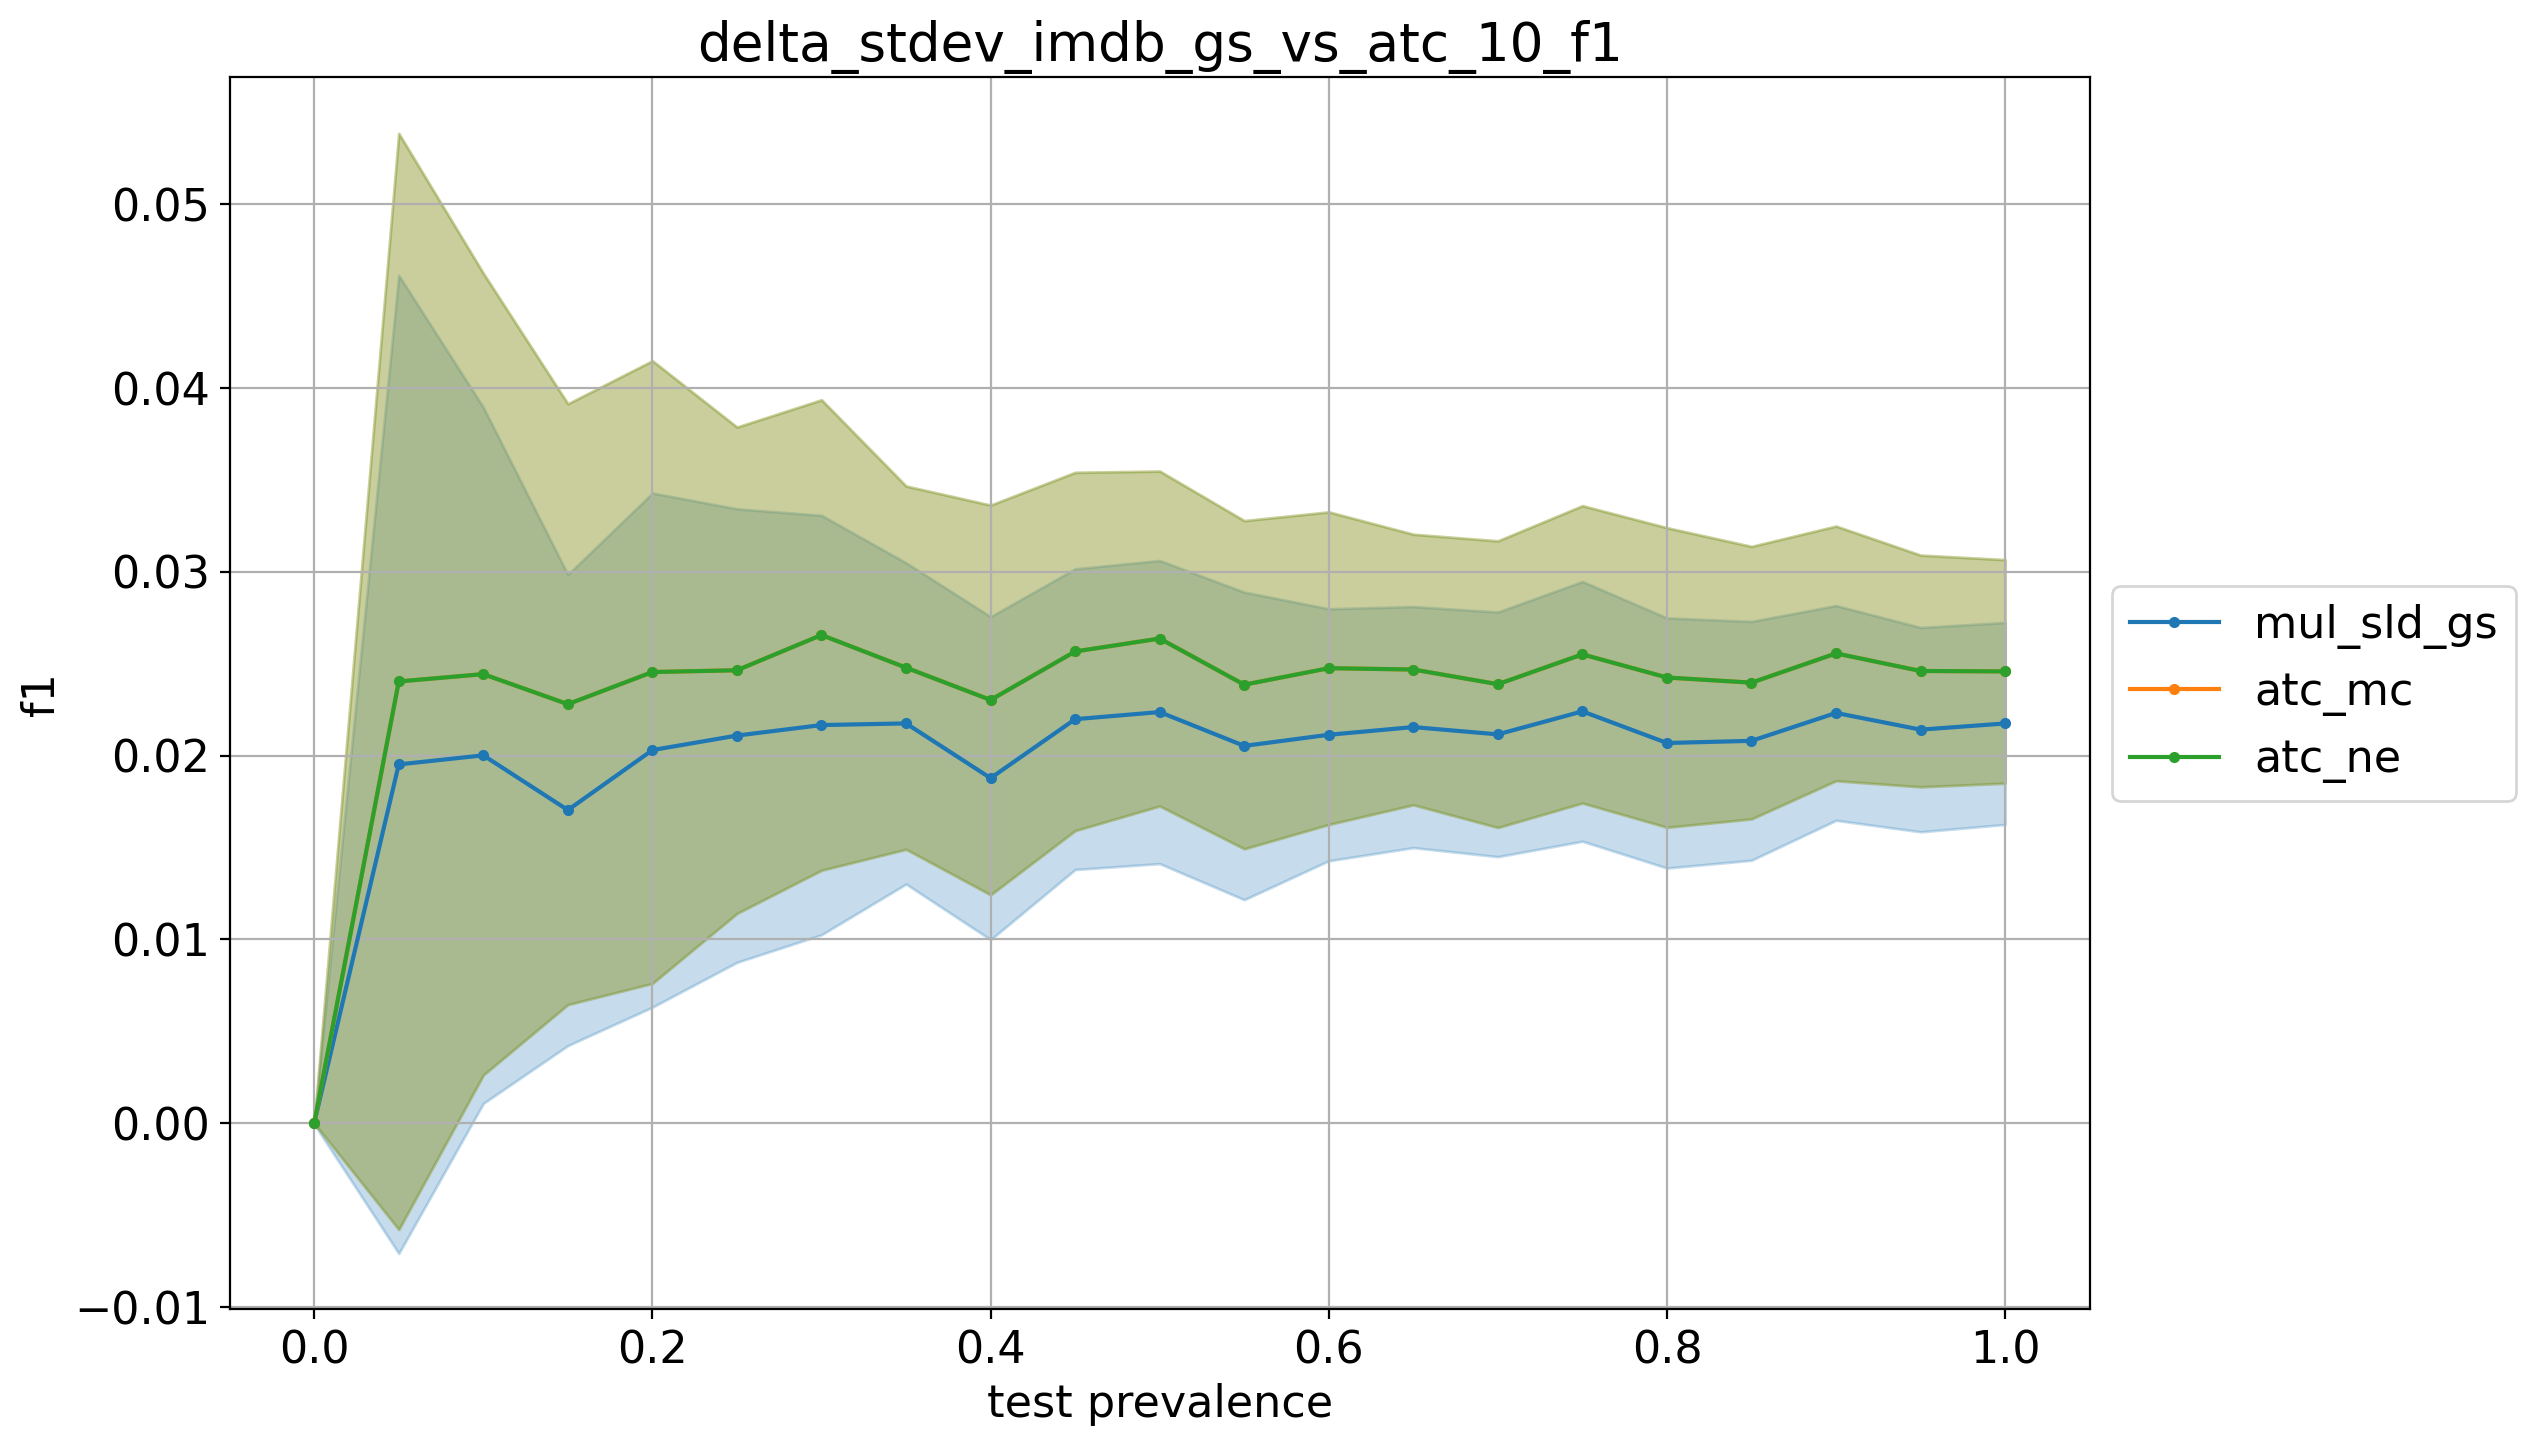 delta_stdev_imdb_gs_vs_atc_10_f1
0.05
0.04
0.03
0.02
0.01
0.00
−0.01
f1
0.0 0.2 0.4 0.6 0.8 1.0
test prevalence
mul_sld_gs
atc_mc
atc_ne